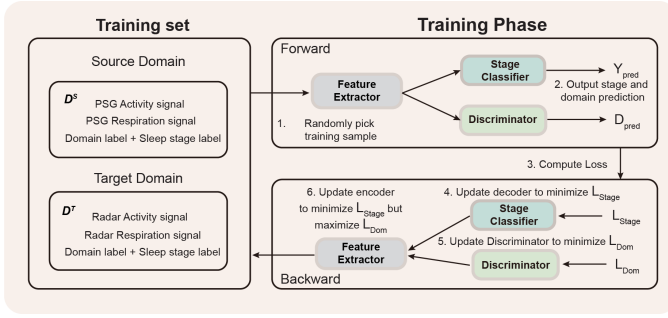 Training set
Source Domain
D^S
PSG Activity signal
PSG Respiration signal
Domain label + Sleep stage label
Target Domain
D^T
Radar Activity signal
Radar Respiration signal
Domain label + Sleep stage label
Training Phase
Forward
Feature
Extractor
1. Randomly pick
training sample
Stage
Classifier
Discriminator
Y_pred
2. Output stage and
domain prediction
D_pred
3. Compute Loss
6. Update encoder
to minimize L_Stage but
maximize L_Dom
Feature
Extractor
4. Update decoder to minimize L_Stage
Stage
Classifier
L_Stage
5. Update Discriminator to minimize L_Dom
Discriminator
L_Dom
Backward